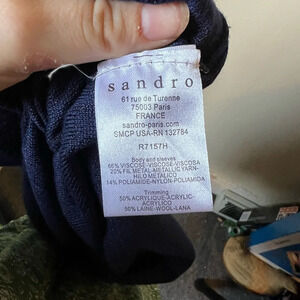 sandro
61 rue de Turenne
75003 Paris
FRANCE
sandro-paris.com
SMCP USA-RN 132784
R7157H
Body and sleeves
66% VISCOSE-VISCOSE-VISCOSA
20% FIL METAL-METALLIC YARN-
HILO METALICO
14% POLIAMIDE-NYLON-POLIAMIDA
Trimming
50% ACRYLIQUE-ACRYLIC-
ACRYLICO
50% LAINE-WOOL-LANA